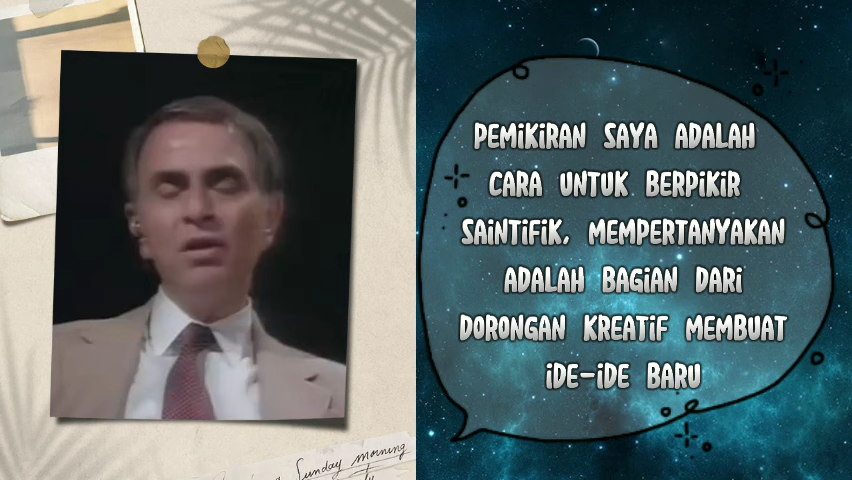 PEMIKIRAN SAYA ADALAH
CARA UNTUK BERPIKIR
SAINTIFIK, MEMPERTANYAKAN
ADALAH BAGIAN DARI
DORONGAN KREATIF MEMBUAT
IDE-IDE BARU
Sunday morning